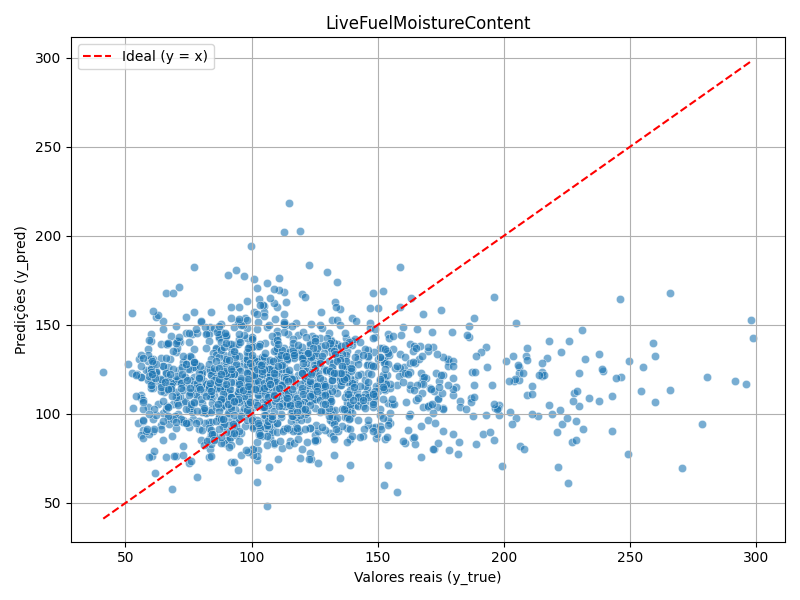 LiveFuelMoistureContent
Ideal (y = x)
Predições (y_pred)
300
250
200
150
100
50
50 100 150 200 250 300
Valores reais (y_true)